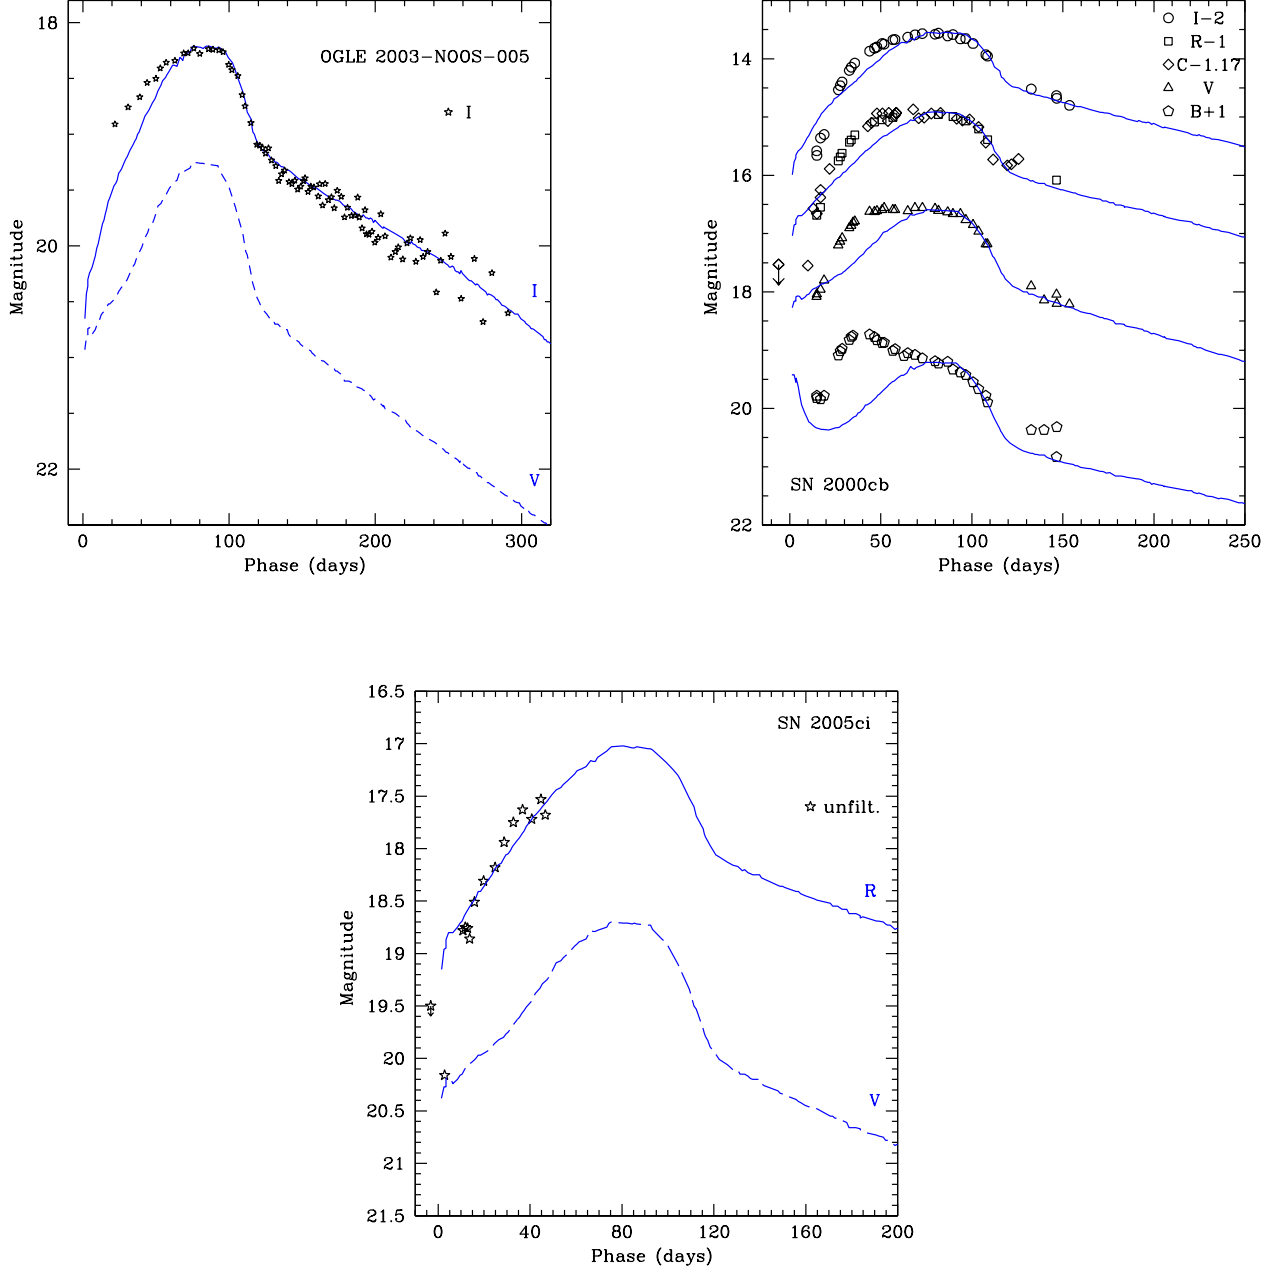 18
20
22
OGLE 2003-NOOS-005
I
I
V
0
100
200
300
Phase (days)
Magnitude
14
16
18
20
22
I-2
R-1
C-1.17
V
B+1
SN 2000cb
0
50
100
150
200
250
Phase (days)
Magnitude
16.5
17
17.5
18
18.5
19
19.5
20
20.5
21
21.5
SN 2005ci
unfilt.
R
V
0
40
80
120
160
200
Phase (days)
Magnitude